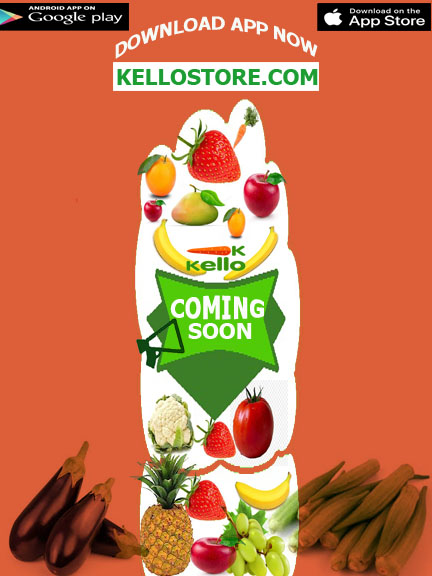 ANDROID APP ON
Google play
Download on the
App Store
DOWNLOAD APP NOW
KELLOSTORE.COM
K
Kello
COMING
SOON